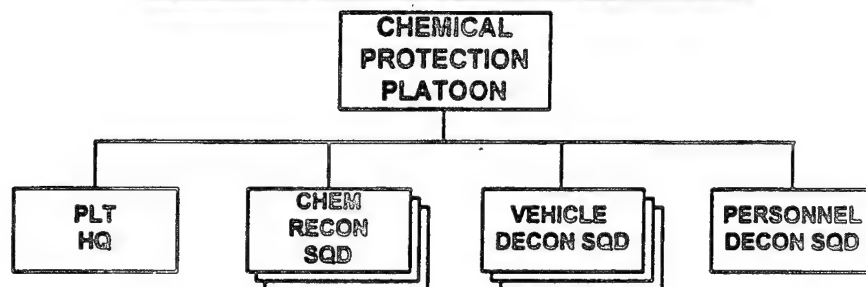 CHEMICAL
PROTECTION
PLATOON
PLT
HQ
CHEM
RECON
SQD
VEHICLE
DECON SQD
PERSONNEL
DECON SQD